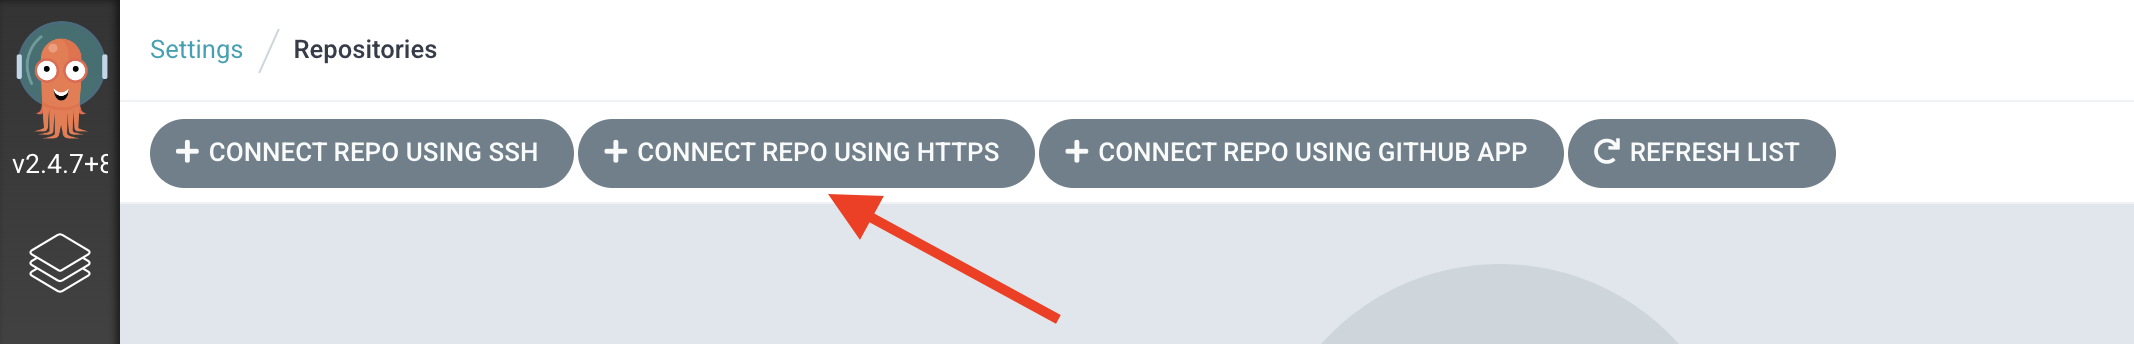 Settings / Repositories
+ CONNECT REPO USING SSH + CONNECT REPO USING HTTPS + CONNECT REPO USING GITHUB APP REFRESH LIST
v2.4.7+8